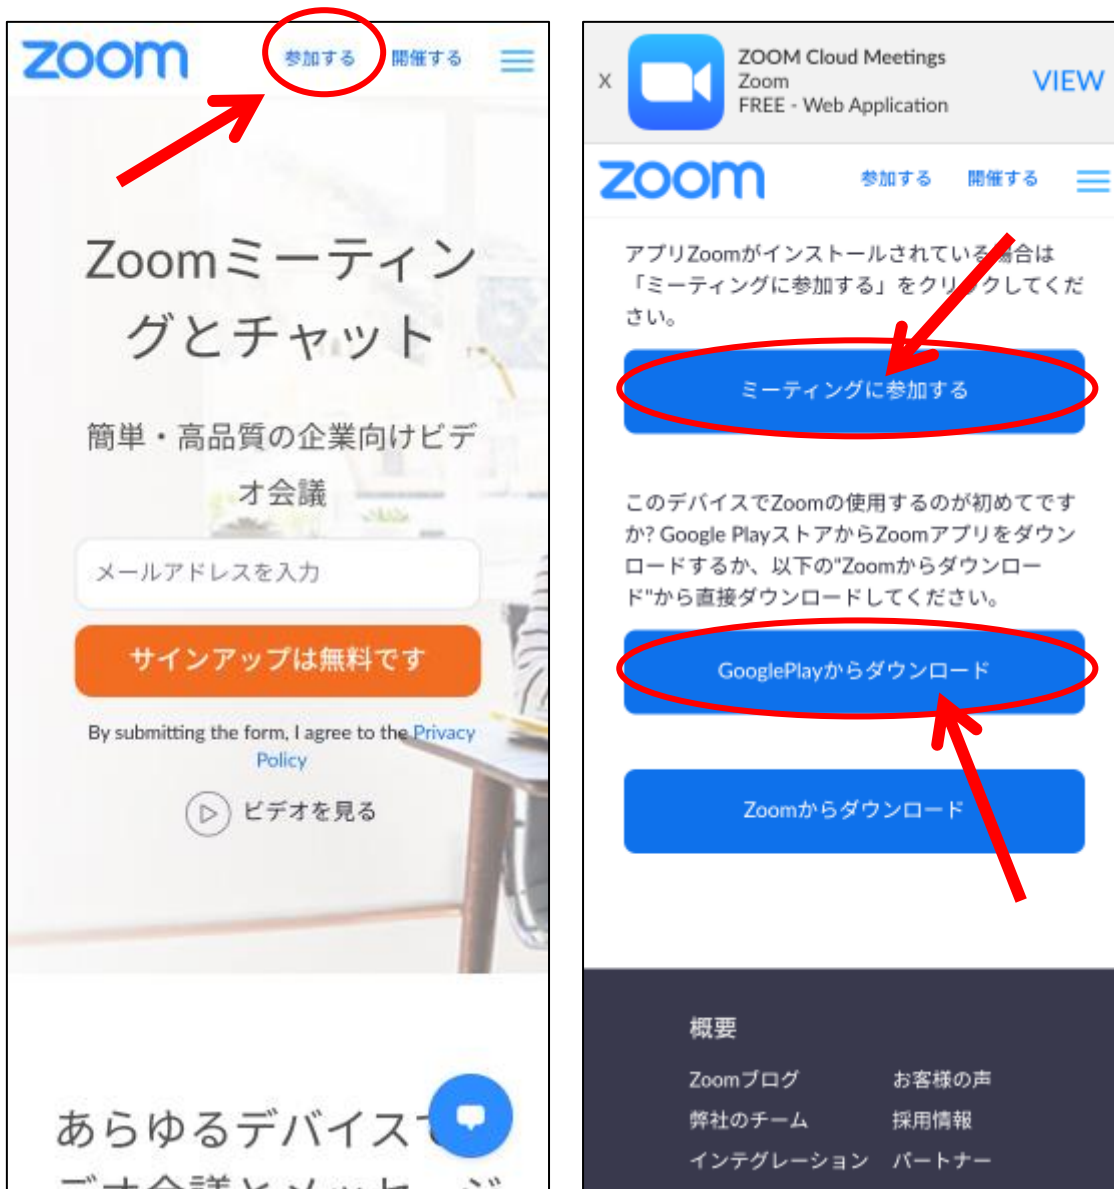 zoom 参加する 開催する
Zoomミーティン
グとチャット
簡単・高品質の企業向けビデ
オ会議
メールアドレスを入力
サインアップは無料です
By submitting the form, I agree to the Privacy
Policy
ビデオを見る
あらゆるデバイス
X ZOOM Cloud Meetings
Zoom
FREE - Web Application
VIEW
zoom 参加する 開催する
アプリZoomがインストールされている場合は
「ミーティングに参加する」をクリックしてくだ
さい。
ミーティングに参加する
このデバイスでZoomの使用するのが初めてです
か? Google PlayストアからZoomアプリをダウン
ロードするか、以下の"Zoomからダウンロー
ド"から直接ダウンロードしてください。
GooglePlayからダウンロード
Zoomからダウンロード
概要
Zoomブログ お客様の声
弊社のチーム 採用情報
インテグレーション パートナー